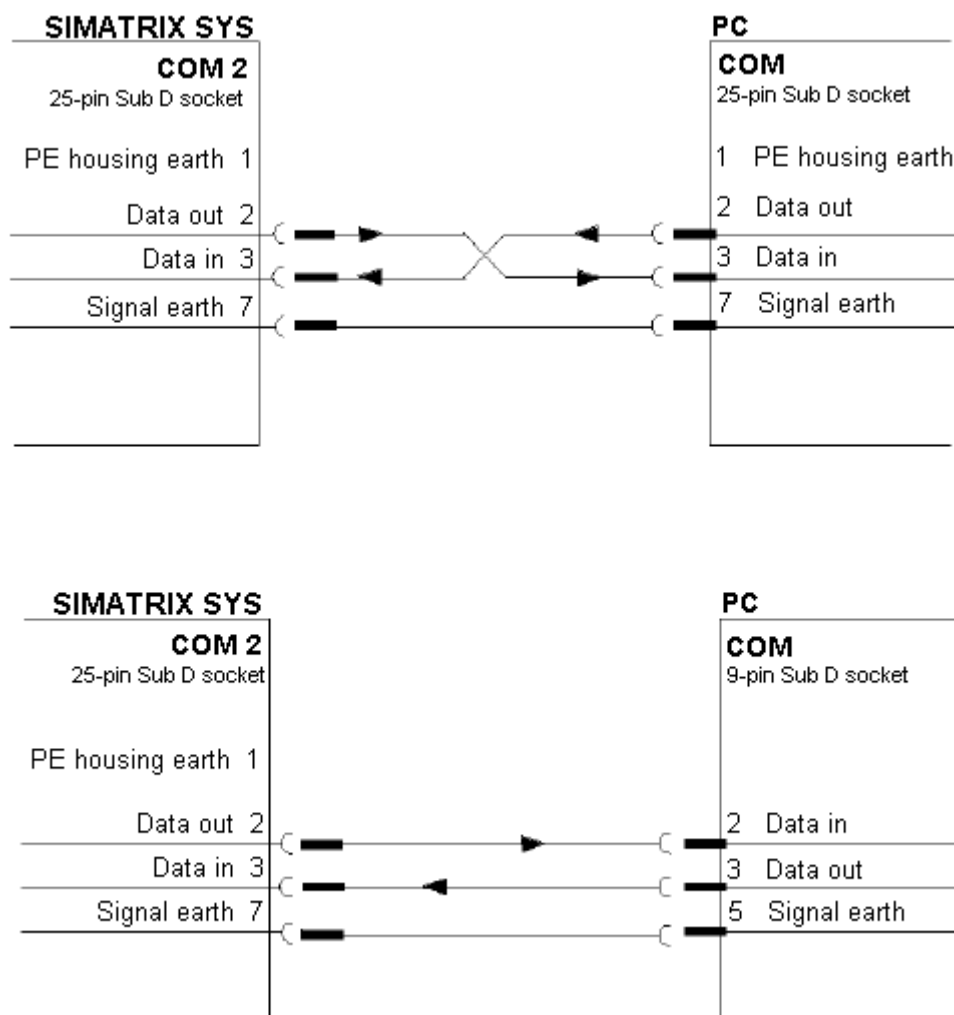 SIMATRIX SYS
COM 2
25-pin Sub D socket
PE housing earth 1
Data out 2
Data in 3
Signal earth 7
PC
COM
25-pin Sub D socket
1 PE housing earth
2 Data out
3 Data in
7 Signal earth
SIMATRIX SYS
COM 2
25-pin Sub D socket
PE housing earth 1
Data out 2
Data in 3
Signal earth 7
PC
COM
9-pin Sub D socket
2 Data in
3 Data out
5 Signal earth